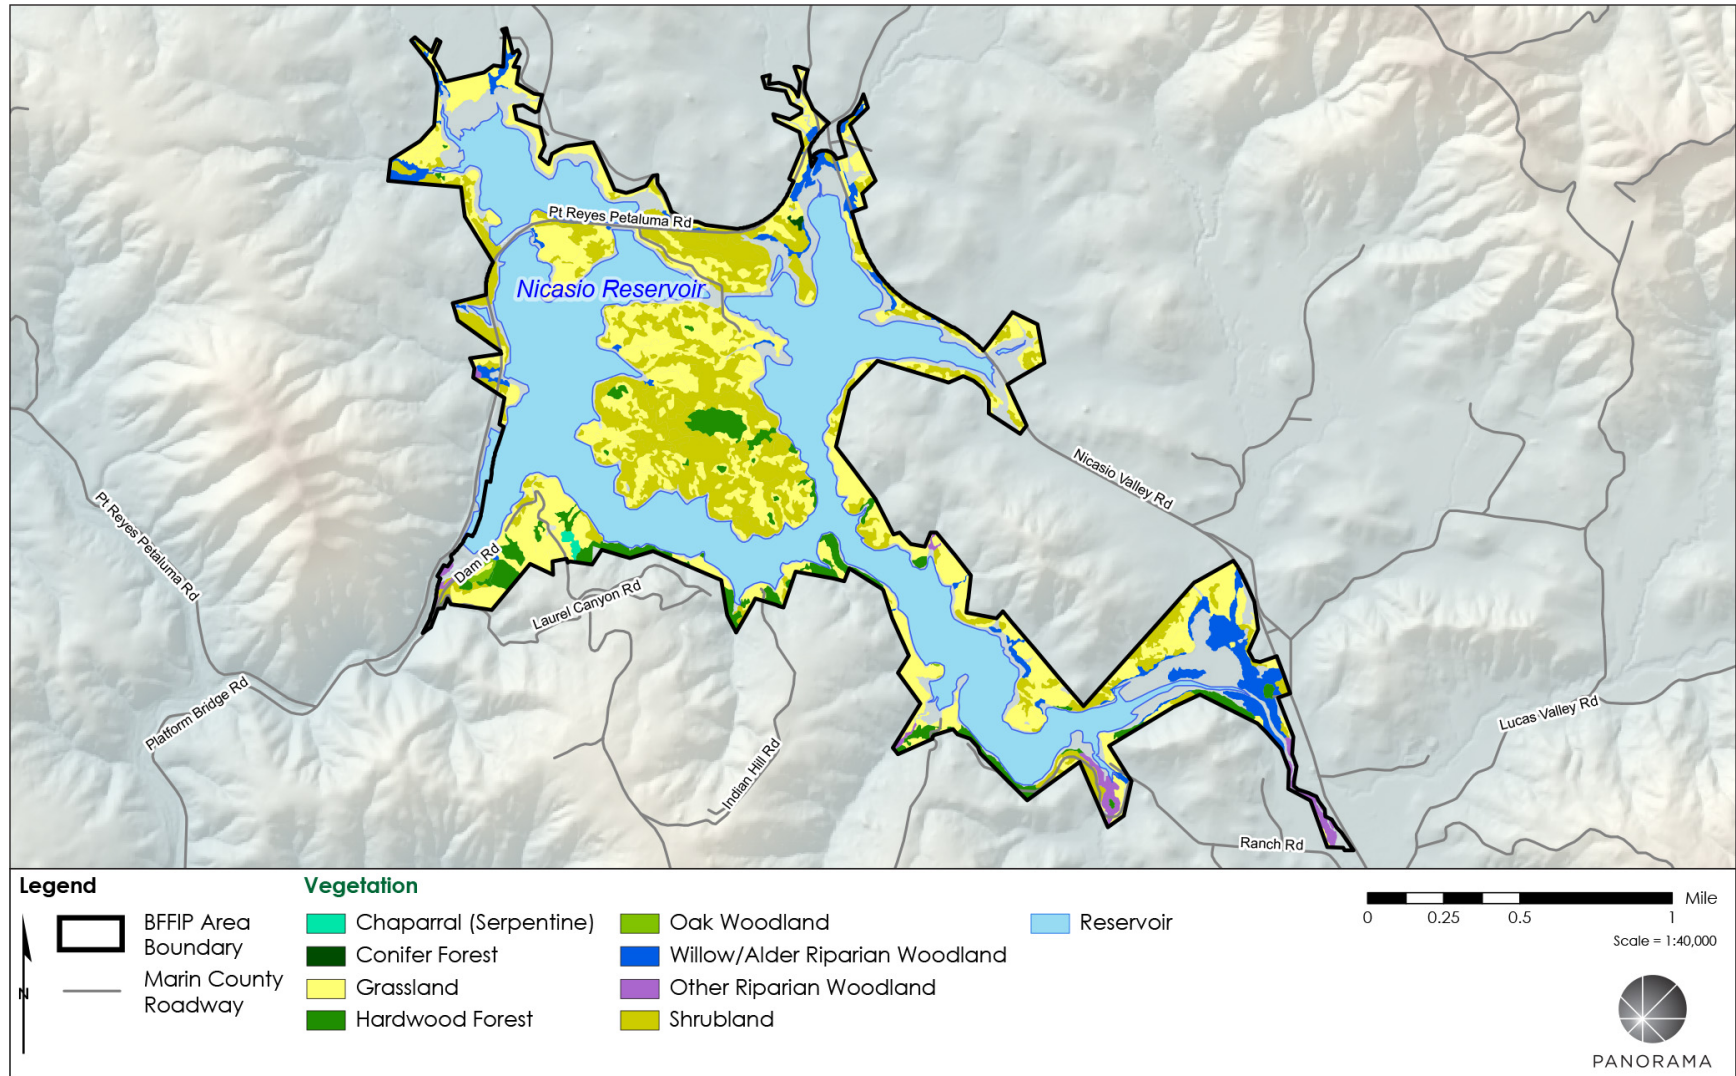 Pt Reyes Petaluma Rd
Nicasio Reservoir
Nicasio Valley Rd
Pt Reyes Petaluma Rd
Dam Rd
Laurel Canyon Rd
Platform Bridge Rd
Indian Hill Rd
Lucas Valley Rd
Ranch Rd
Legend
N
BFFIP Area
Boundary
Marin County
Roadway
Vegetation
Chaparral (Serpentine)
Conifer Forest
Grassland
Hardwood Forest
Oak Woodland
Willow/Alder Riparian Woodland
Other Riparian Woodland
Shrubland
Reservoir
Mile
0 0.25 0.5 1
Scale = 1:40,000
PANORAMA